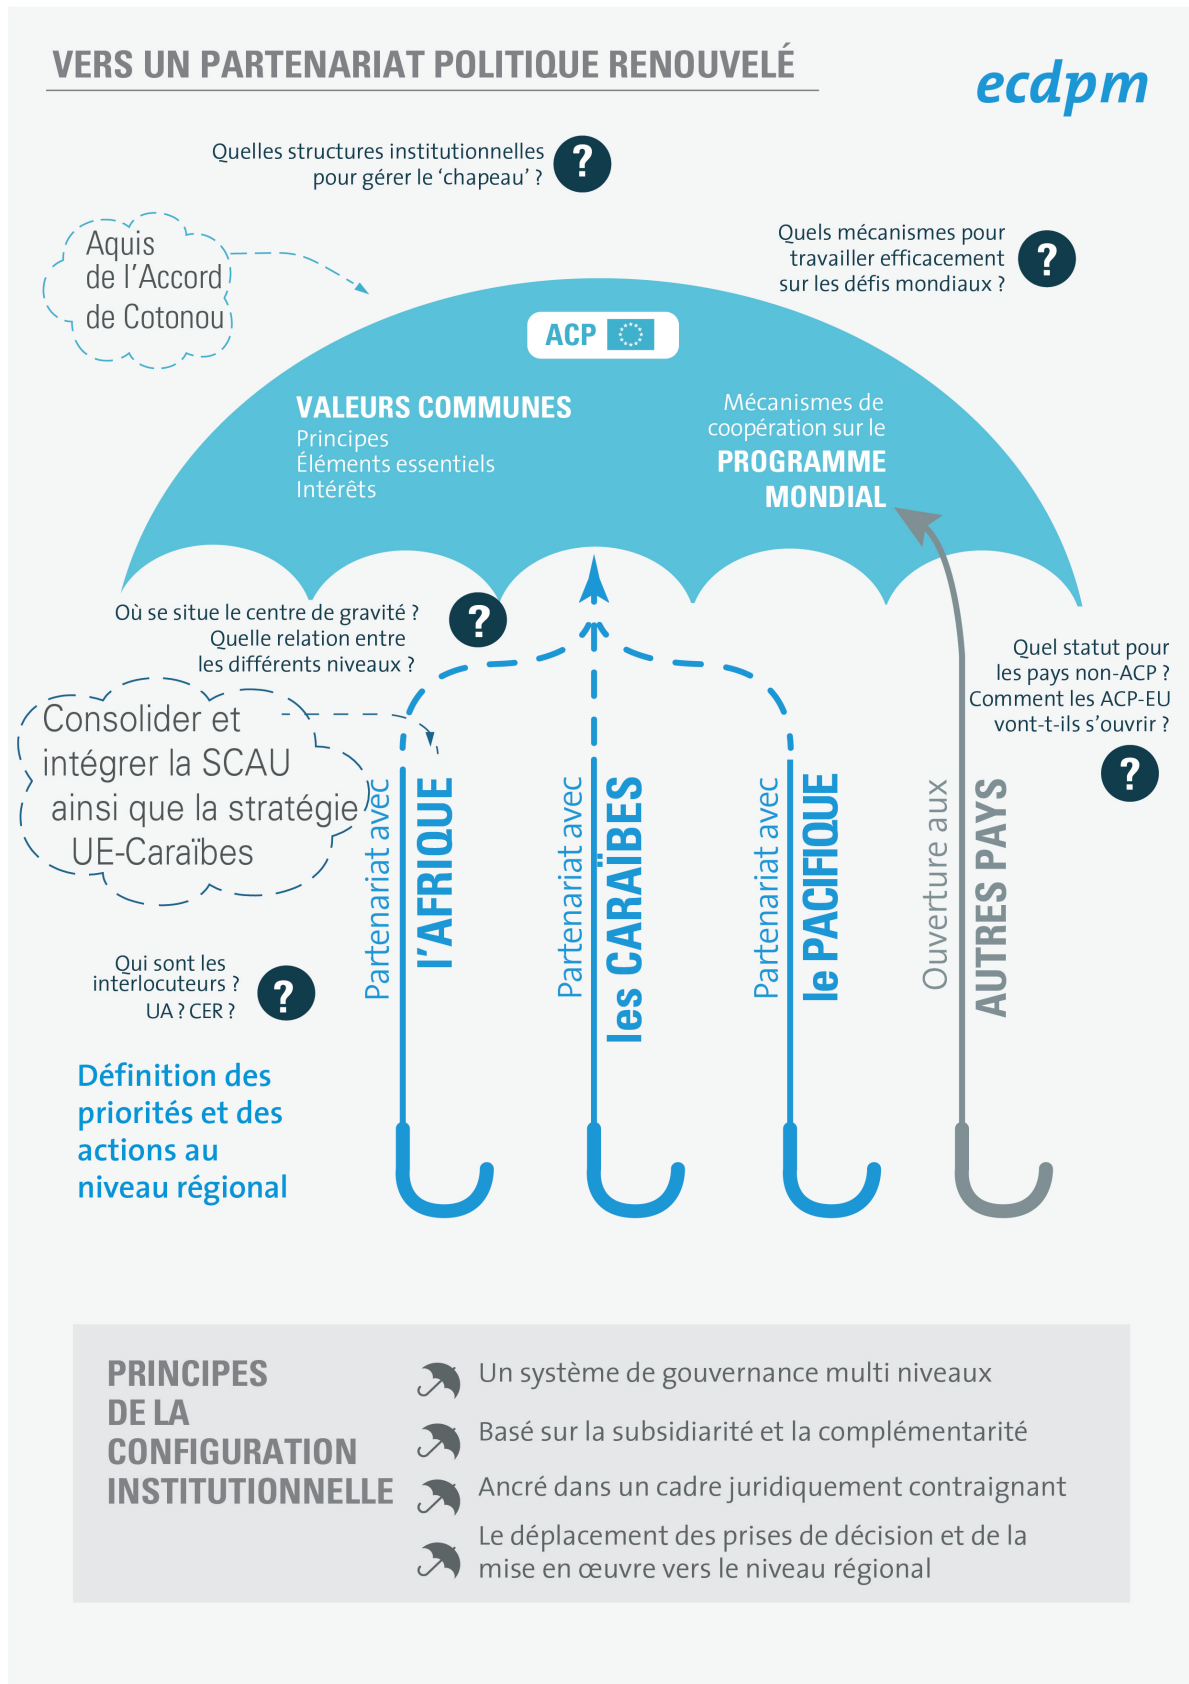 VERS UN PARTENARIAT POLITIQUE RENOUVELÉ
ecdpm
Quelles structures institutionnelles
pour gérer le ‘chapeau’ ?
?
Quels mécanismes pour
travailler efficacement
sur les défis mondiaux ?
?
Aquis
de l’Accord
de Cotonou
ACP
VALEURS COMMUNES
Principes
Éléments essentiels
Intérêts
Mécanismes de
coopération sur le
PROGRAMME
MONDIAL
Où se situe le centre de gravité ?
Quelle relation entre
les différents niveaux ?
?
Quel statut pour
les pays non-ACP ?
Comment les ACP-EU
vont-t-ils s’ouvrir ?
?
Consolider et
intégrer la SCAU
ainsi que la stratégie
UE-Caraïbes
Partenariat avec
l’AFRIQUE
Partenariat avec
les CARAÏBES
Partenariat avec
le PACIFIQUE
Ouverture aux
AUTRES PAYS
Qui sont les
interlocuteurs ?
UA ? CER ?
?
Définition des
priorités et des
actions au
niveau régional
PRINCIPES
DE LA
CONFIGURATION
INSTITUTIONNELLE
Un système de gouvernance multi niveaux
Basé sur la subsidiarité et la complémentarité
Ancré dans un cadre juridiquement contraignant
Le déplacement des prises de décision et de la
mise en œuvre vers le niveau régional